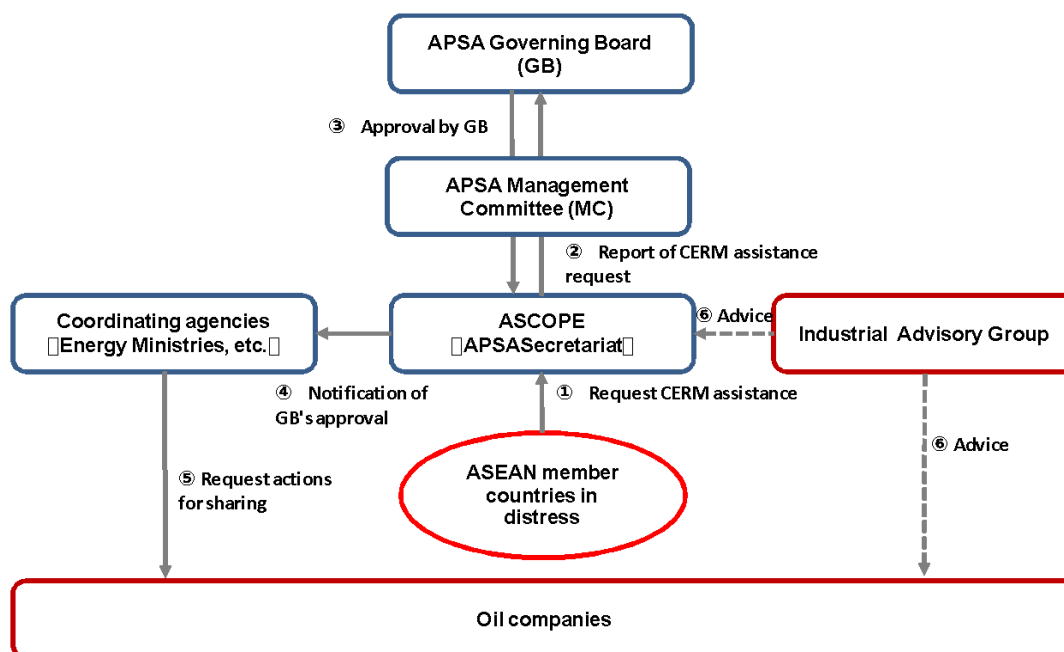 APSA Governing Board
(GB)
③ Approval by GB
APSA Management
Committee (MC)
② Report of CERM assistance
request
Coordinating agencies
▯Energy Ministries, etc.▯
ASCOPE
▯APSASecretariat▯
⑥ Advice
Industrial Advisory Group
④ Notification of
GB's approval
① Request CERM assistance
⑥ Advice
ASEAN member
countries in
distress
⑤ Request actions
for sharing
Oil companies